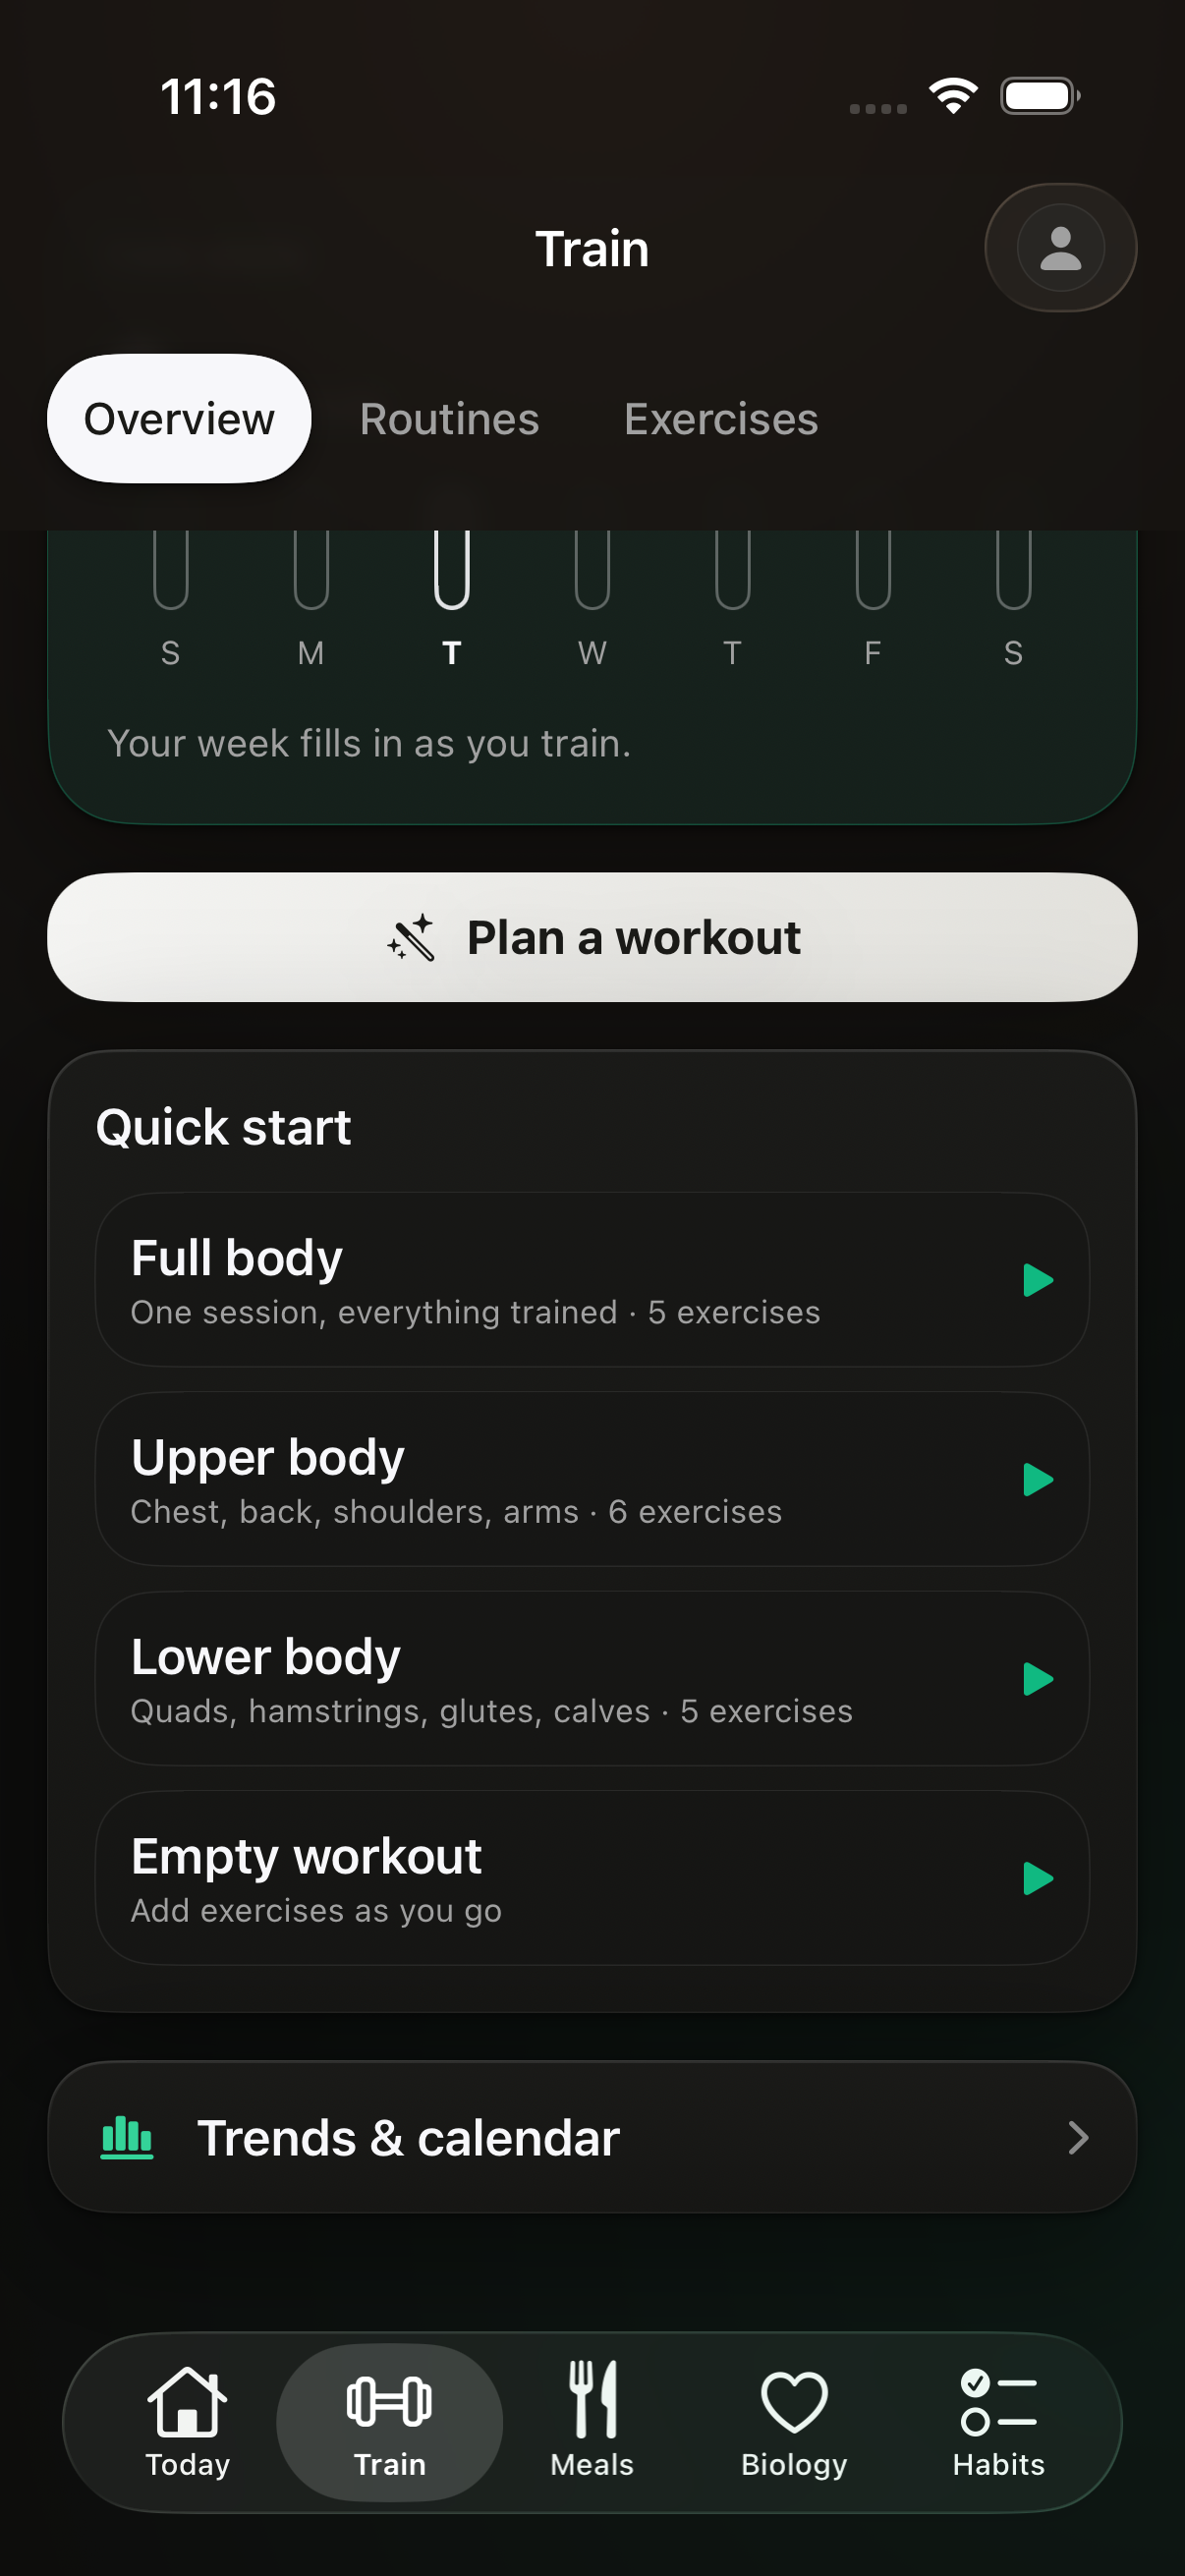 11:16
Train
Overview Routines Exercises
S M T W T F S
Your week fills in as you train.
Plan a workout
Quick start
Full body
One session, everything trained · 5 exercises
Upper body
Chest, back, shoulders, arms · 6 exercises
Lower body
Quads, hamstrings, glutes, calves · 5 exercises
Empty workout
Add exercises as you go
Trends & calendar
Today Train Meals Biology Habits